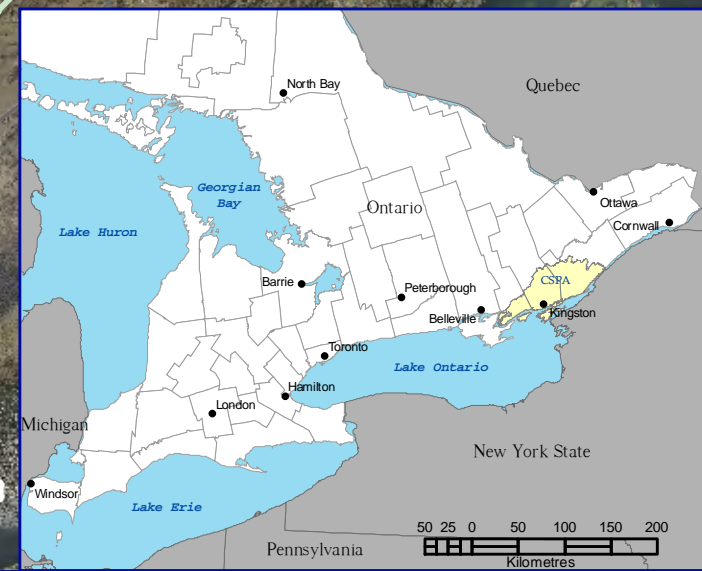 North Bay
Quebec
Georgian
Bay
Ottawa
Ontario
Cornwall
Lake Huron
Barrie
CSPA
Peterborough
Belleville
Kingston
Toronto
Lake Ontario
Hamilton
London
Michigan
New York State
Windsor
Lake Erie
50 25 0 50 100 150 200
Kilometres
Pennsylvania